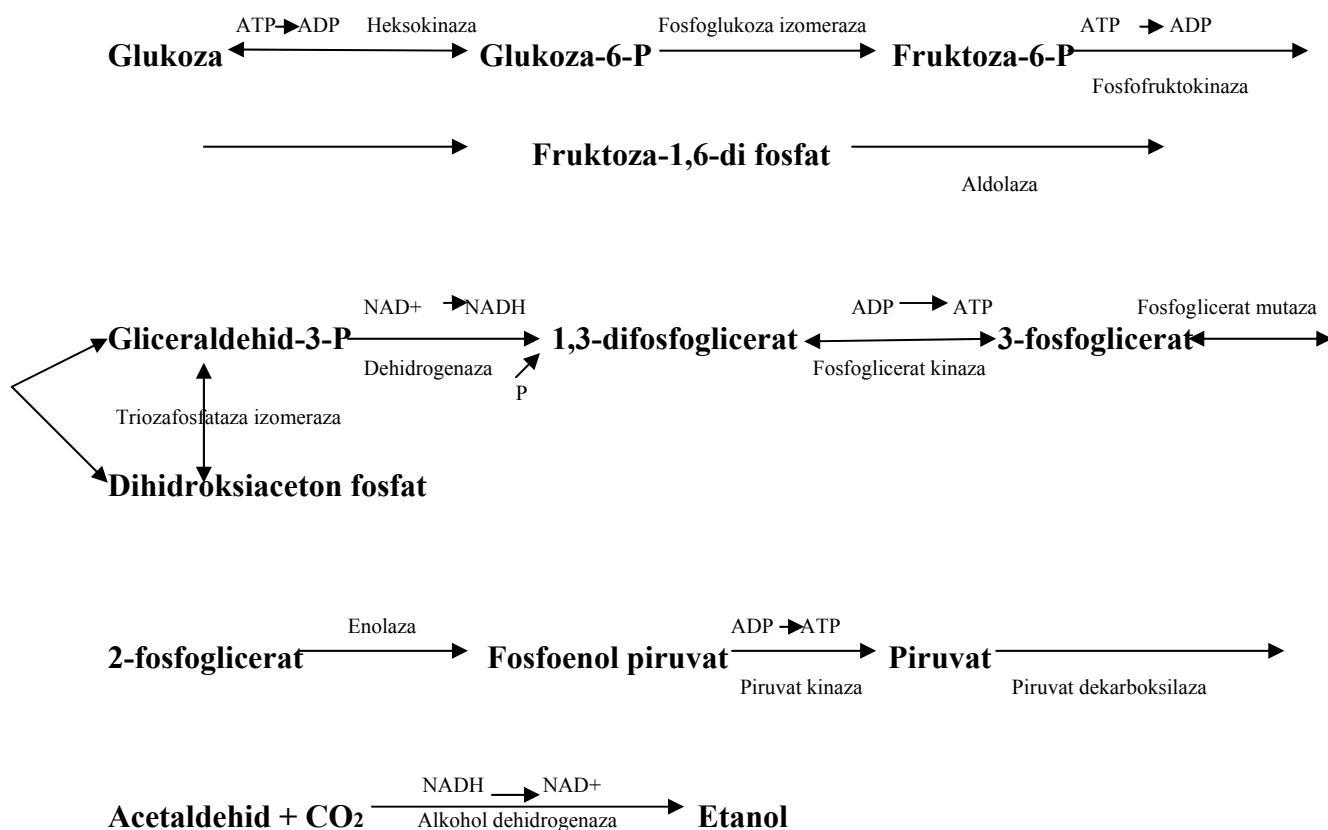 ATP ADP Heksokinaza Fosfoglukoza izomeraza ATP ADP
Glukoza Glukoza-6-P Fruktoza-6-P
Fosfofruktokinaza
Fruktoza-1,6-di fosfat
Aldolaza
NAD+ NADH ADP ATP Fosfoglicerat mutaza
Gliceraldehid-3-P 1,3-difosfoglicerat 3-fosfoglicerat
Dehidrogenaza Fosfoglicerat kinaza
P
Triozafosfataza izomeraza
Dihidroksiaceton fosfat
Enolaza ADP ATP
2-fosfoglicerat Fosfoenol piruvat Piruvat
Piruvat kinaza Piruvat dekarboksilaza
NADH NAD+
Acetaldehid + CO₂ Etanol
Alkohol dehidrogenaza